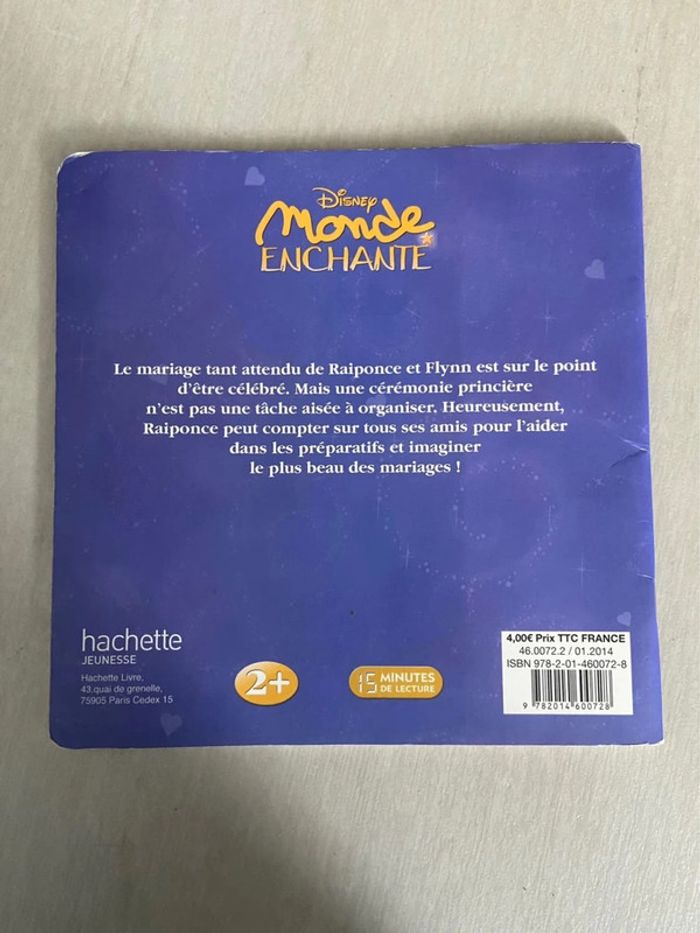 Disney
Monde
ENCHANTE
Le mariage tant attendu de Raiponce et Flynn est sur le point
d'être célébré. Mais une cérémonie princière
n'est pas une tâche aisée à organiser. Heureusement,
Raiponce peut compter sur tous ses amis pour l'aider
dans les préparatifs et imaginer
le plus beau des mariages !
hachette
JEUNESSE
Hachette Livre,
43, quai de grenelle,
75905 Paris Cedex 15
2+
15 MINUTES
DE LECTURE
4,00€ Prix TTC FRANCE
46.0072.2 / 01.2014
ISBN 978-2-01-460072-8
9 782014 600728